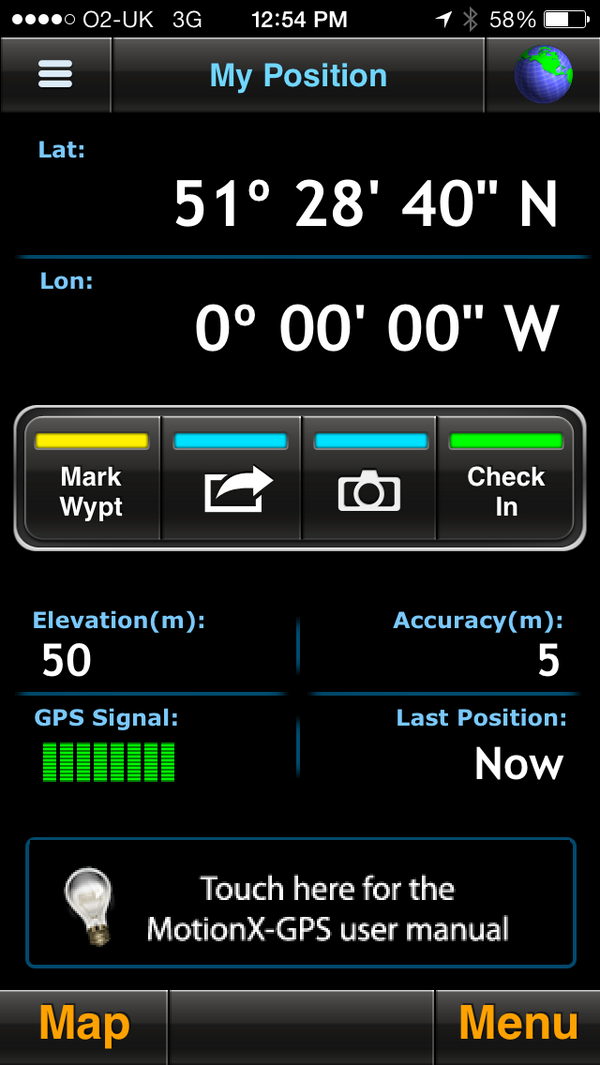 O2-UK 3G 12:54 PM 58%
My Position
Lat:
51º 28' 40" N
Lon:
0º 00' 00" W
Mark
Wypt
Check
In
Elevation(m):
50
Accuracy(m):
5
GPS Signal:
Last Position:
Now
Touch here for the
MotionX-GPS user manual
Map
Menu